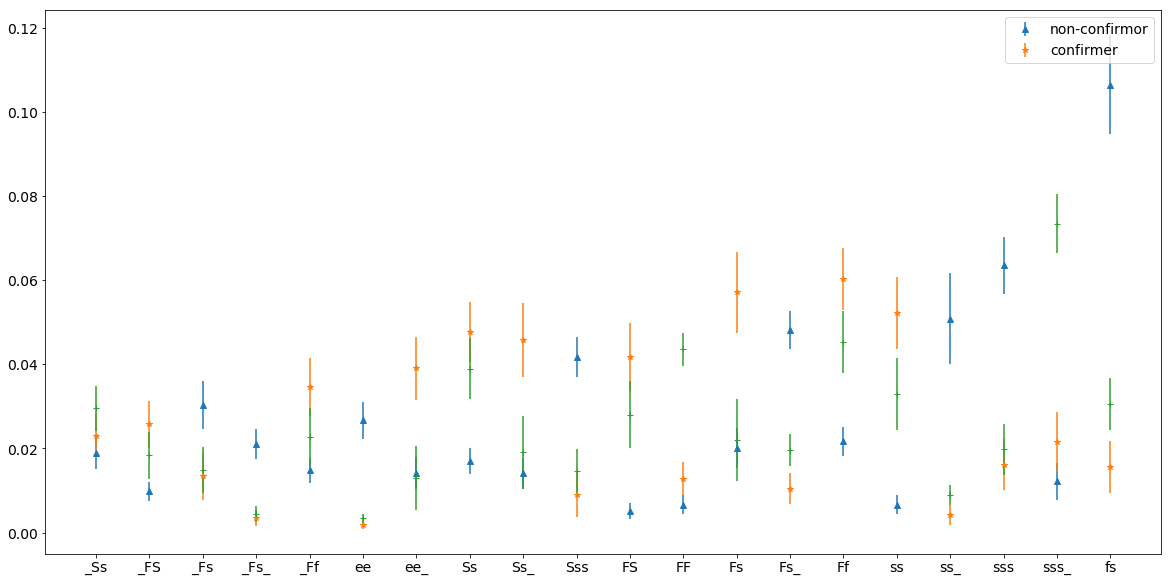 0.12
0.10
0.08
0.06
0.04
0.02
0.00
non-confirmor
confirmer
_Ss _FS _Fs _Fs_ _Ff ee ee_ Ss Ss_ Sss FS FF Fs Fs_ Ff ss ss_ sss sss_ fs